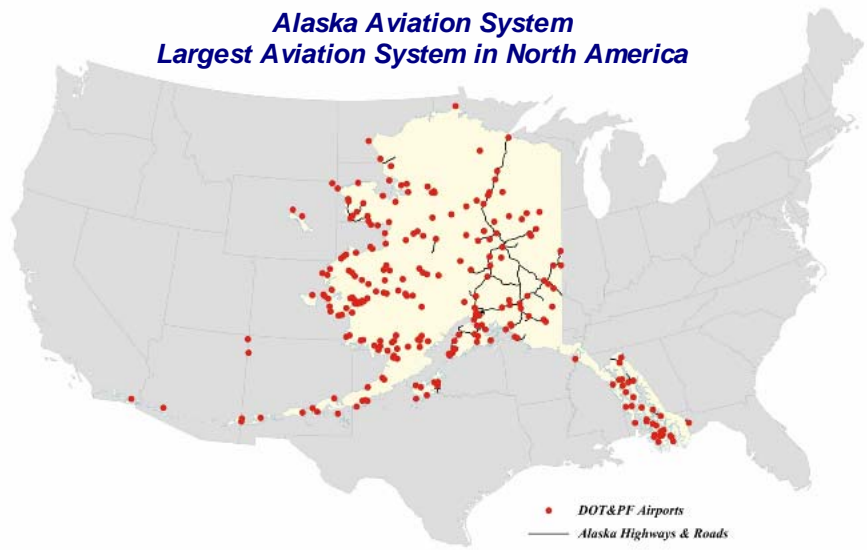 Alaska Aviation System
Largest Aviation System in North America
DOT&PF Airports
Alaska Highways & Roads